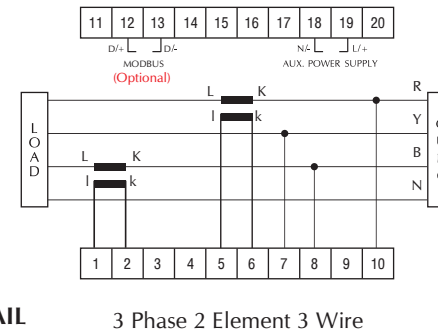 11 12 13 14 15 16 17 18 19 20
D/+ D/- N/- L/+
MODBUS AUX. POWER SUPPLY
(Optional)
L K R
l k Y
L K B
l k N
LOAD
1 2 3 4 5 6 7 8 9 10
3 Phase 2 Element 3 Wire